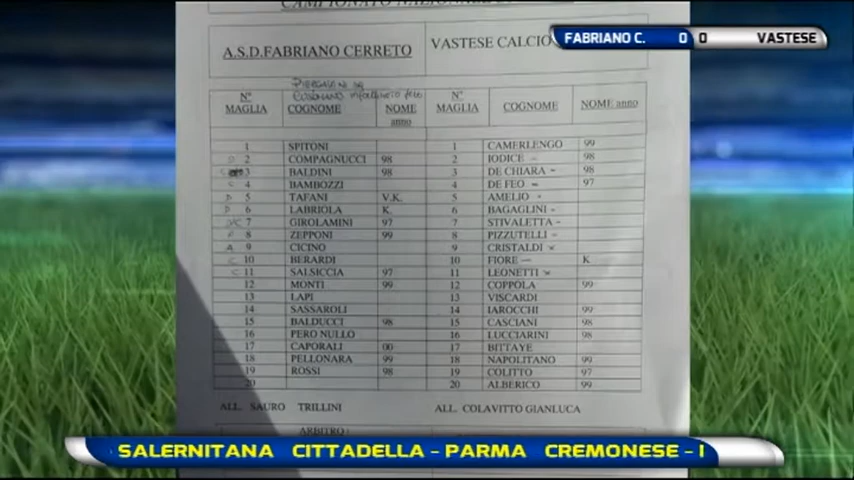 CAMPIONATO NAZIONALE
FABRIANO C. 0 0 VASTESE
A.S.D.FABRIANO CERRETO VASTESE CALCIO
N° MAGLIA COGNOME NOME anno N° MAGLIA COGNOME NOME anno
1 SPITONI 1 CAMERLENGO 99
D 2 COMPAGNUCCI 98 2 IODICE 98
3 BALDINI 98 3 DE CHIARA 98
C 4 BAMBOZZI 4 DE FEO 97
D 5 TAFANI V.K. 5 AMELIO
D 6 LABRIOLA K. 6 BAGAGLINI
7 GIROLAMINI 97 7 STIVALETTA
8 ZEPPONI 99 8 PIZZUTELLI
A 9 CICINO 9 CRISTALDI
C 10 BERARDI 10 FIORE K
C 11 SALSICCIA 97 11 LEONETTI
12 MONTI 99 12 COPPOLA 99
13 LAPI 13 VISCARDI
14 SASSAROLI 14 IAROCCHI 99
15 BALDUCCI 98 15 CASCIANI 98
16 PERO NULLO 16 LUCCIARINI 98
17 CAPORALI 00 17 BITTAYE
18 PELLONARA 99 18 NAPOLITANO 99
19 ROSSI 98 19 COLITTO 97
20 20 ALBERICO 99
ALL. SAURO TRILLINI ALL. COLAVITTO GIANLUCA
ARBITRO:
SALERNITANA CITTADELLA - PARMA CREMONESE -